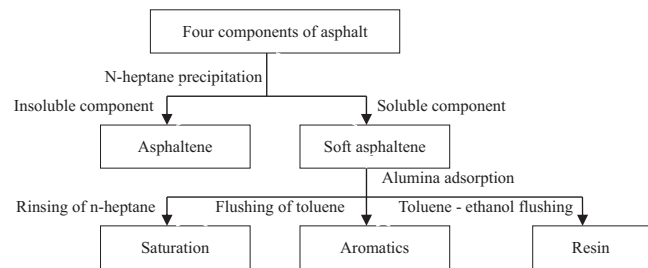 Four components of asphalt
N-heptane precipitation
Insoluble component
Soluble component
Asphaltene
Soft asphaltene
Alumina adsorption
Rinsing of n-heptane
Flushing of toluene
Toluene - ethanol flushing
Saturation
Aromatics
Resin